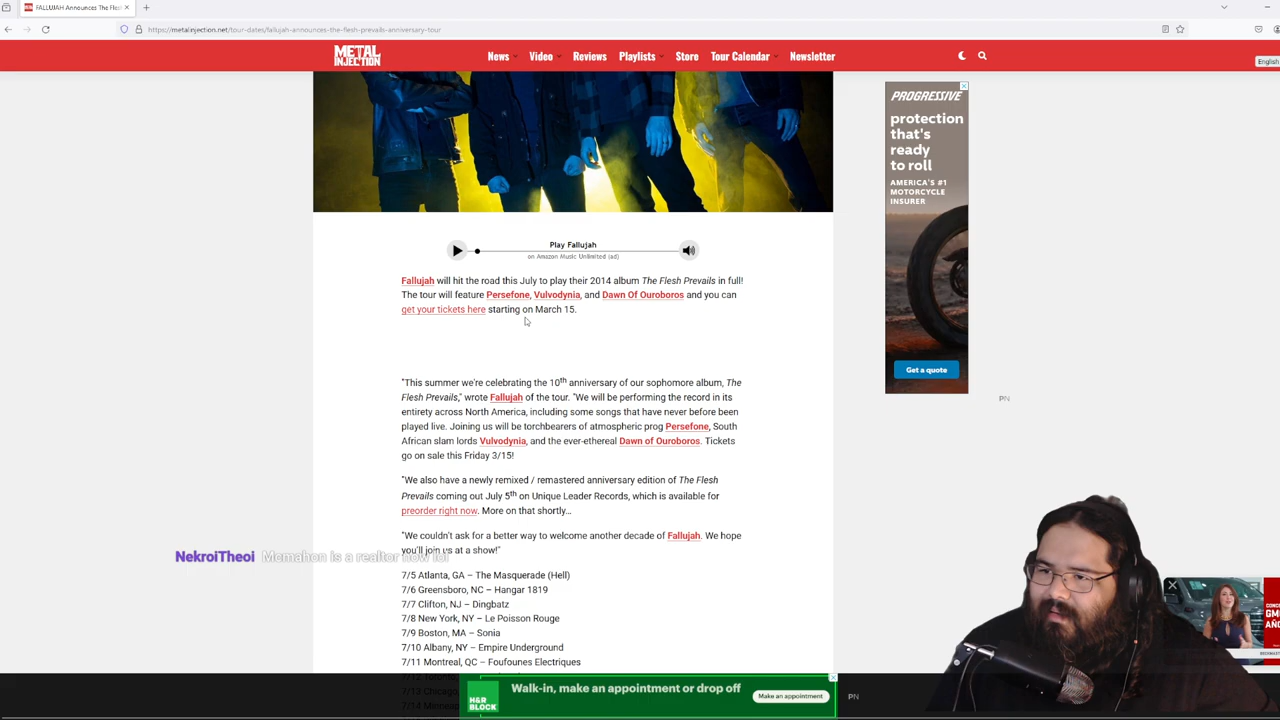 FALLUJAH Announces The Flesh
https://metalinjection.net/tour-dates/fallujah-announces-the-flesh-prevails-anniversary-tour
METAL
INJECTION
News
Video
Reviews
Playlists
Store
Tour Calendar
Newsletter
English
PROGRESSIVE
protection
that's
ready
to roll
AMERICA'S #1
MOTORCYCLE
INSURER
Get a quote
PN
Play Fallujah
on Amazon Music Unlimited (ad)
Fallujah will hit the road this July to play their 2014 album The Flesh Prevails in full!
The tour will feature Persefone, Vulvodynia, and Dawn Of Ouroboros and you can
get your tickets here starting on March 15.
"This summer we're celebrating the 10th anniversary of our sophomore album, The
Flesh Prevails," wrote Fallujah of the tour. "We will be performing the record in its
entirety across North America, including some songs that have never before been
played live. Joining us will be torchbearers of atmospheric prog Persefone, South
African slam lords Vulvodynia, and the ever-ethereal Dawn of Ouroboros. Tickets
go on sale this Friday 3/15!
"We also have a newly remixed / remastered anniversary edition of The Flesh
Prevails coming out July 5th on Unique Leader Records, which is available for
preorder right now. More on that shortly...
"We couldn't ask for a better way to welcome another decade of Fallujah. We hope
you'll join us at a show!"
NekroiTheoi Mcmahon is a realtor now lol
7/5 Atlanta, GA – The Masquerade (Hell)
7/6 Greensboro, NC – Hangar 1819
7/7 Clifton, NJ – Dingbatz
7/8 New York, NY – Le Poisson Rouge
7/9 Boston, MA – Sonia
7/10 Albany, NY – Empire Underground
7/11 Montreal, QC – Foufounes Electriques
7/12 Toronto,
7/13 Chicago,
7/14 Minnea
H&R
BLOCK
Walk-in, make an appointment or drop off
Make an appointment
PN